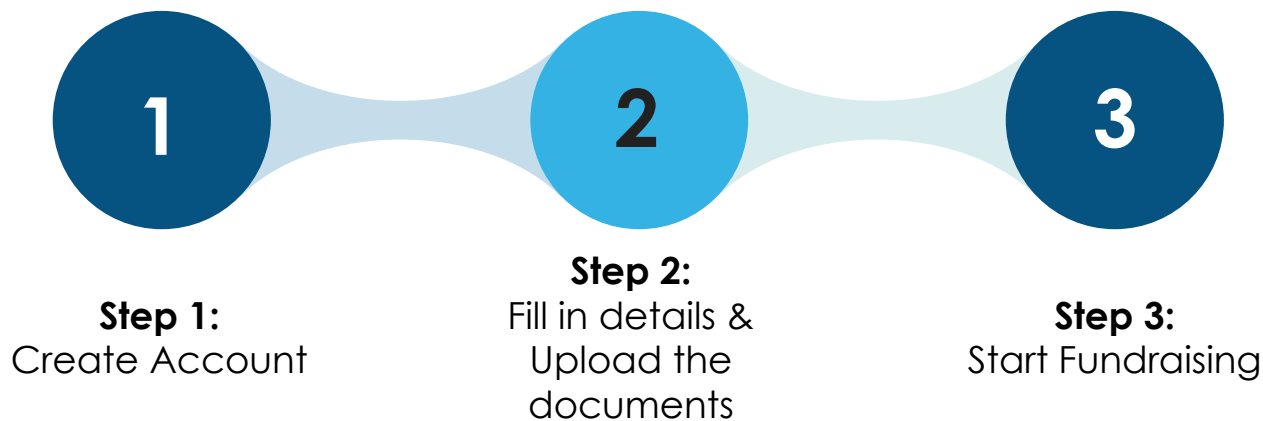 1
2
3
Step 1:
Create Account
Step 2:
Fill in details &
Upload the
documents
Step 3:
Start Fundraising